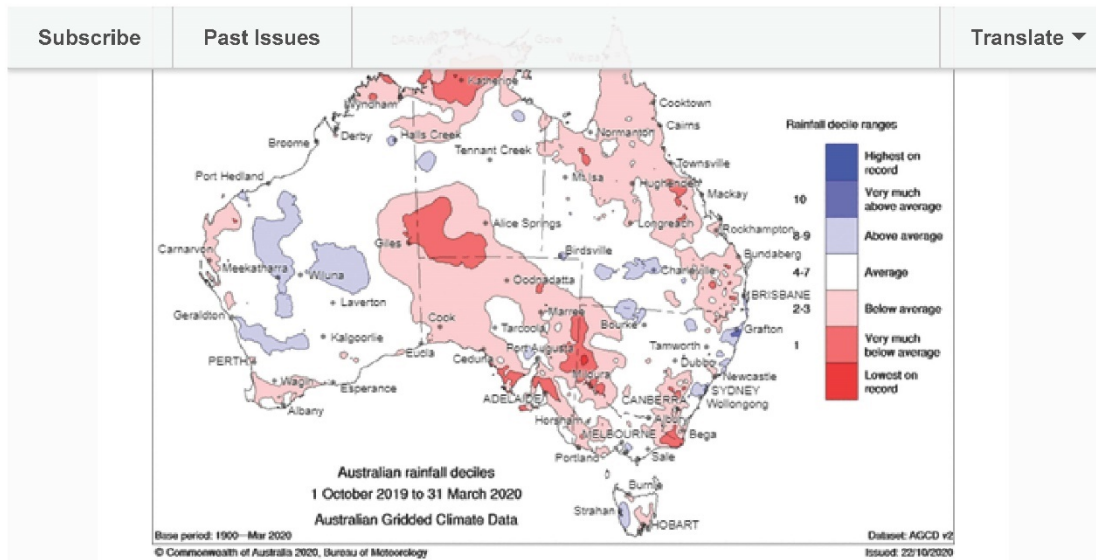 Subscribe
Past Issues
Translate
DARWIN
Gove
Weipa
Katherine
Wyndham
Cooktown
Cairns
Derby
Halls Creek
Normanton
Broome
Tennant Creek
Townsville
Port Hedland
Mt Isa
Hughenden
Mackay
Alice Springs
Longreach
Rockhampton
Giles
Carnarvon
Birdsville
Bundaberg
Meekatharra
Wiluna
Oodnadatta
Charleville
BRISBANE
Laverton
Geraldton
Marree
Cook
Tarcoola
Bourke
Grafton
Kalgoorlie
Port Augusta
Tamworth
PERTH
Eucla
Ceduna
Dubbo
Newcastle
Wagin
Esperance
Mildura
SYDNEY
ADELAIDE
CANBERRA
Wollongong
Albany
Horsham
Albury
MELBOURNE
Bega
Portland
Sale
Burnie
Strahan
HOBART
Rainfall decile ranges
Highest on
record
10 Very much
above average
8-9 Above average
4-7 Average
2-3 Below average
1 Very much
below average
Lowest on
record
Australian rainfall deciles
1 October 2019 to 31 March 2020
Australian Gridded Climate Data
Base period: 1900—Mar 2020
Dataset: AGCD v2
© Commonwealth of Australia 2020, Bureau of Meteorology
Issued: 22/10/2020